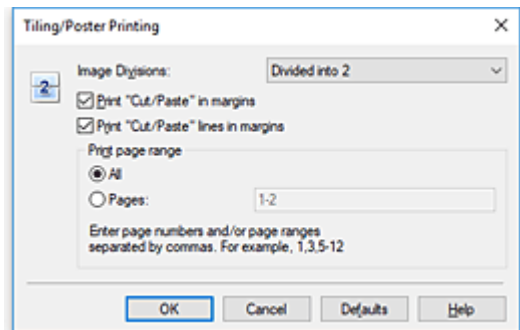 Tiling/Poster Printing
Image Divisions: Divided into 2
2
Print "Cut/Paste" in margins
Print "Cut/Paste" lines in margins
Print page range
All
Pages: 1-2
Enter page numbers and/or page ranges
separated by commas. For example, 1,3,5-12
OK Cancel Defaults Help